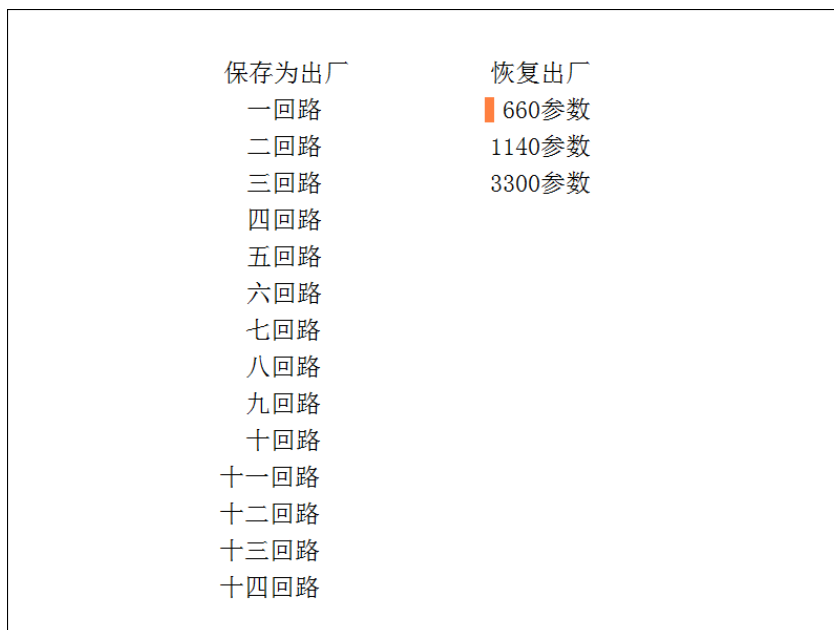 保存为出厂 恢复出厂
一回路 660参数
二回路 1140参数
三回路 3300参数
四回路
五回路
六回路
七回路
八回路
九回路
十回路
十一回路
十二回路
十三回路
十四回路